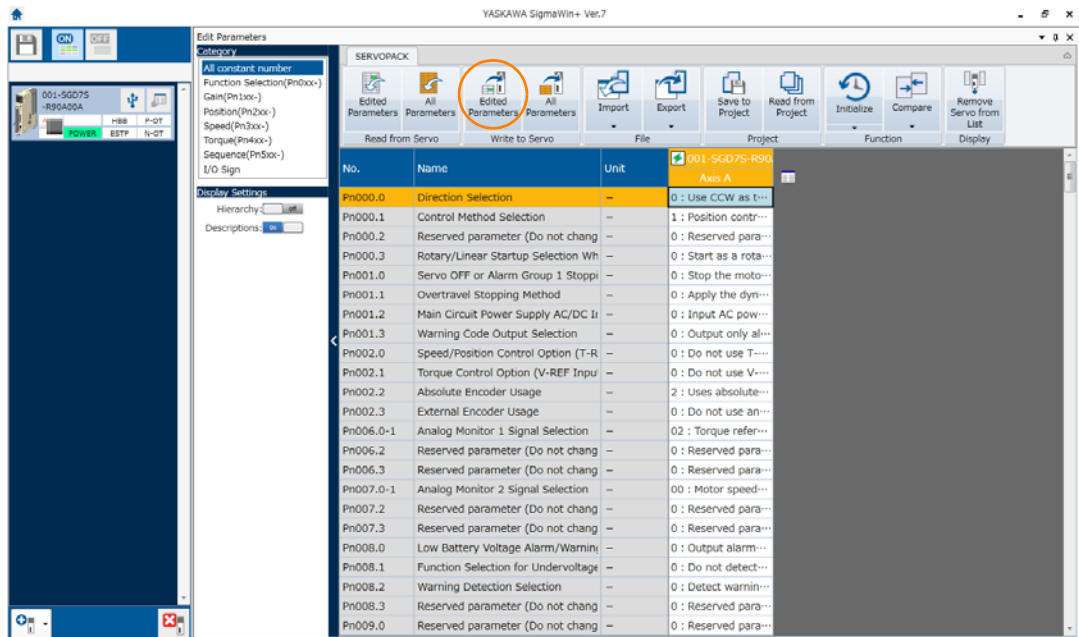 YASKAWA SigmaWin+ Ver.7
ON OFF
001-SGD7S
-R90A00A
HBB P-OT
POWER ESTP N-OT
Edit Parameters
Category
All constant number
Function Selection(Pn0xx-)
Gain(Pn1xx-)
Position(Pn2xx-)
Speed(Pn3xx-)
Torque(Pn4xx-)
Sequence(Pn5xx-)
I/O Sign
Display Settings
Hierarchy: off
Descriptions: on
SERVOPACK
Edited Parameters
All Parameters
Read from Servo
Edited Parameters
All Parameters
Write to Servo
Import
Export
File
Save to Project
Read from Project
Project
Initialize
Compare
Function
Remove Servo from List
Display
No. Name Unit 001-SGD7S-R90
Axis A
Pn000.0 Direction Selection – 0 : Use CCW as t…
Pn000.1 Control Method Selection – 1 : Position contr…
Pn000.2 Reserved parameter (Do not chang – 0 : Reserved para…
Pn000.3 Rotary/Linear Startup Selection Wh – 0 : Start as a rota…
Pn001.0 Servo OFF or Alarm Group 1 Stoppi – 0 : Stop the moto…
Pn001.1 Overtravel Stopping Method – 0 : Apply the dyn…
Pn001.2 Main Circuit Power Supply AC/DC I – 0 : Input AC pow…
Pn001.3 Warning Code Output Selection – 0 : Output only al…
Pn002.0 Speed/Position Control Option (T-R – 0 : Do not use T-…
Pn002.1 Torque Control Option (V-REF Inpu – 0 : Do not use V-…
Pn002.2 Absolute Encoder Usage – 2 : Uses absolute…
Pn002.3 External Encoder Usage – 0 : Do not use an…
Pn006.0-1 Analog Monitor 1 Signal Selection – 02 : Torque refer…
Pn006.2 Reserved parameter (Do not chang – 0 : Reserved para…
Pn006.3 Reserved parameter (Do not chang – 0 : Reserved para…
Pn007.0-1 Analog Monitor 2 Signal Selection – 00 : Motor speed…
Pn007.2 Reserved parameter (Do not chang – 0 : Reserved para…
Pn007.3 Reserved parameter (Do not chang – 0 : Reserved para…
Pn008.0 Low Battery Voltage Alarm/Warnin – 0 : Output alarm…
Pn008.1 Function Selection for Undervoltage – 0 : Do not detect…
Pn008.2 Warning Detection Selection – 0 : Detect warnin…
Pn008.3 Reserved parameter (Do not chang – 0 : Reserved para…
Pn009.0 Reserved parameter (Do not chang – 0 : Reserved para…